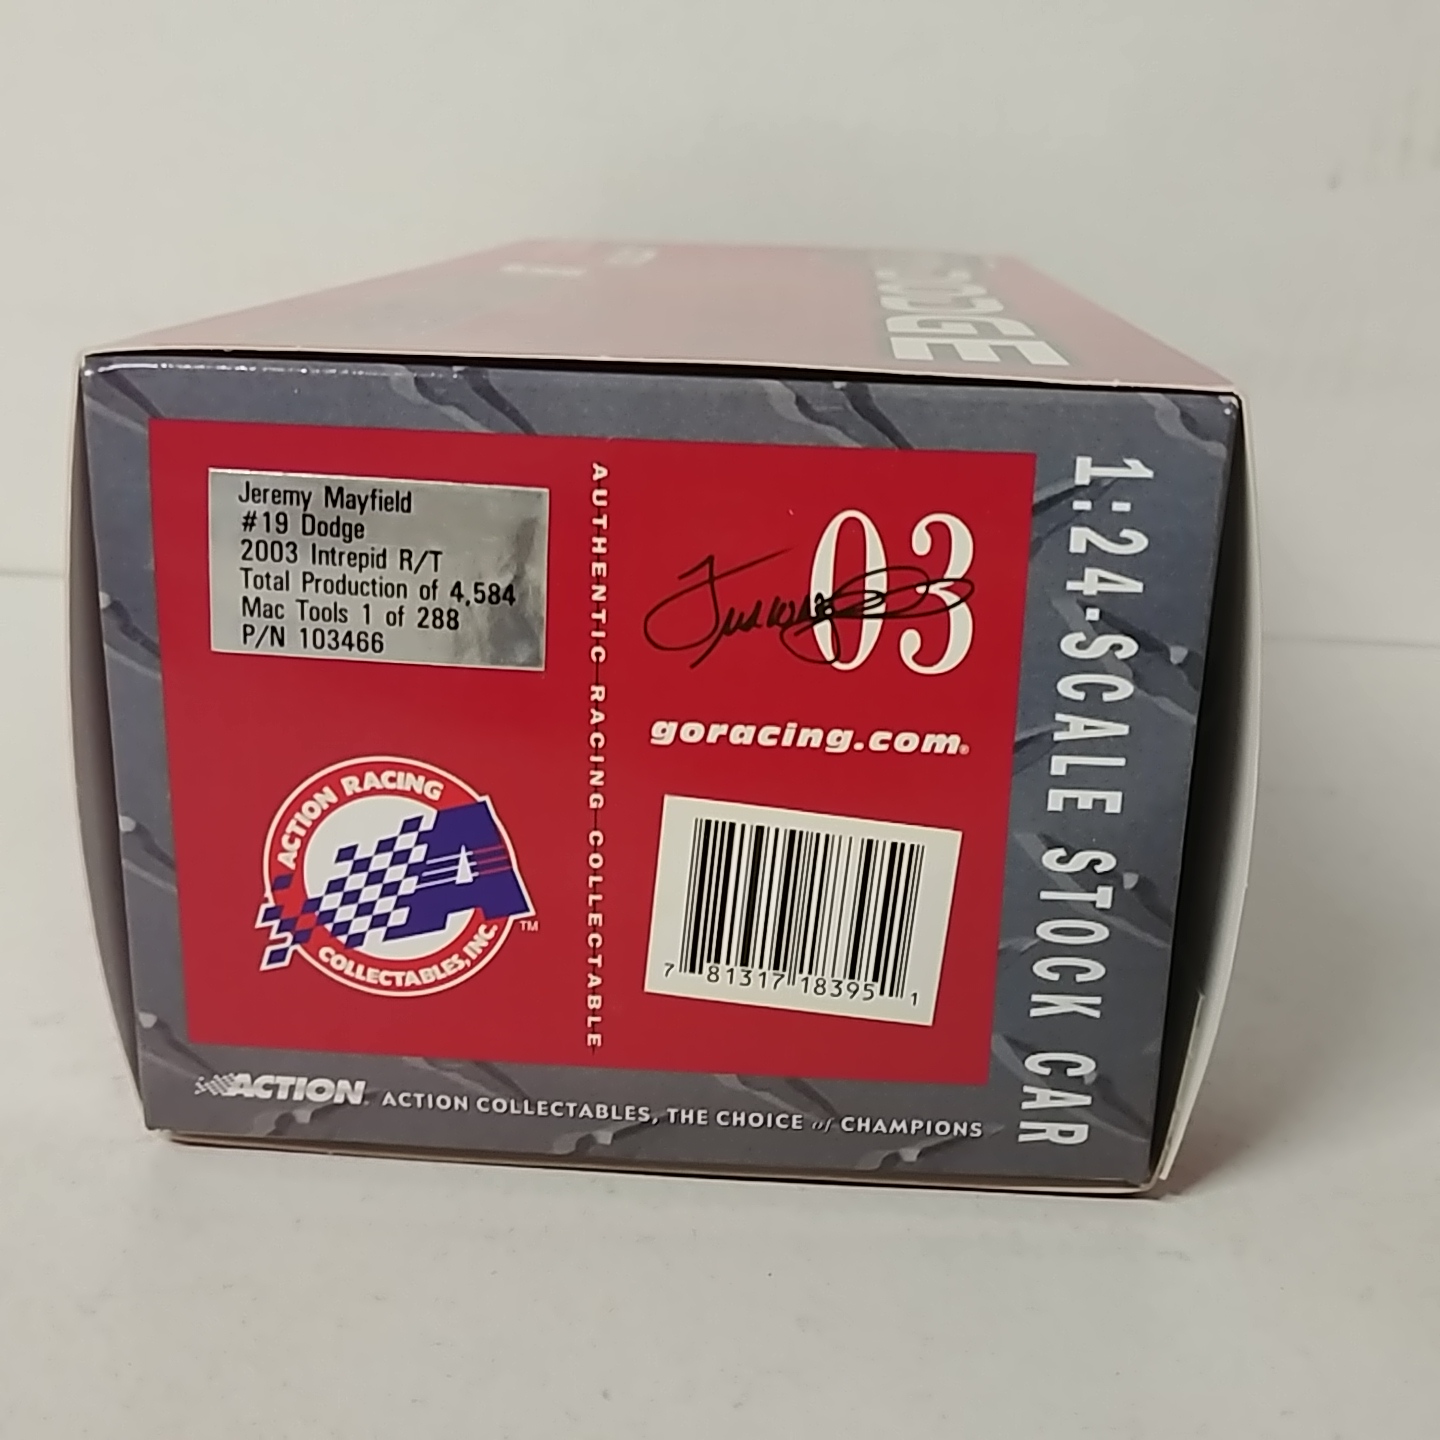 DODGE
Jeremy Mayfield
#19 Dodge
2003 Intrepid R/T
Total Production of 4,584
Mac Tools 1 of 288
P/N 103466
AUTHENTIC RACING COLLECTABLE
03
goracing.com®
ACTION RACING
COLLECTABLES, INC.
TM
7 81317 18395 1
1:24-SCALE STOCK CAR
ACTION® ACTION COLLECTABLES, THE CHOICE of CHAMPIONS